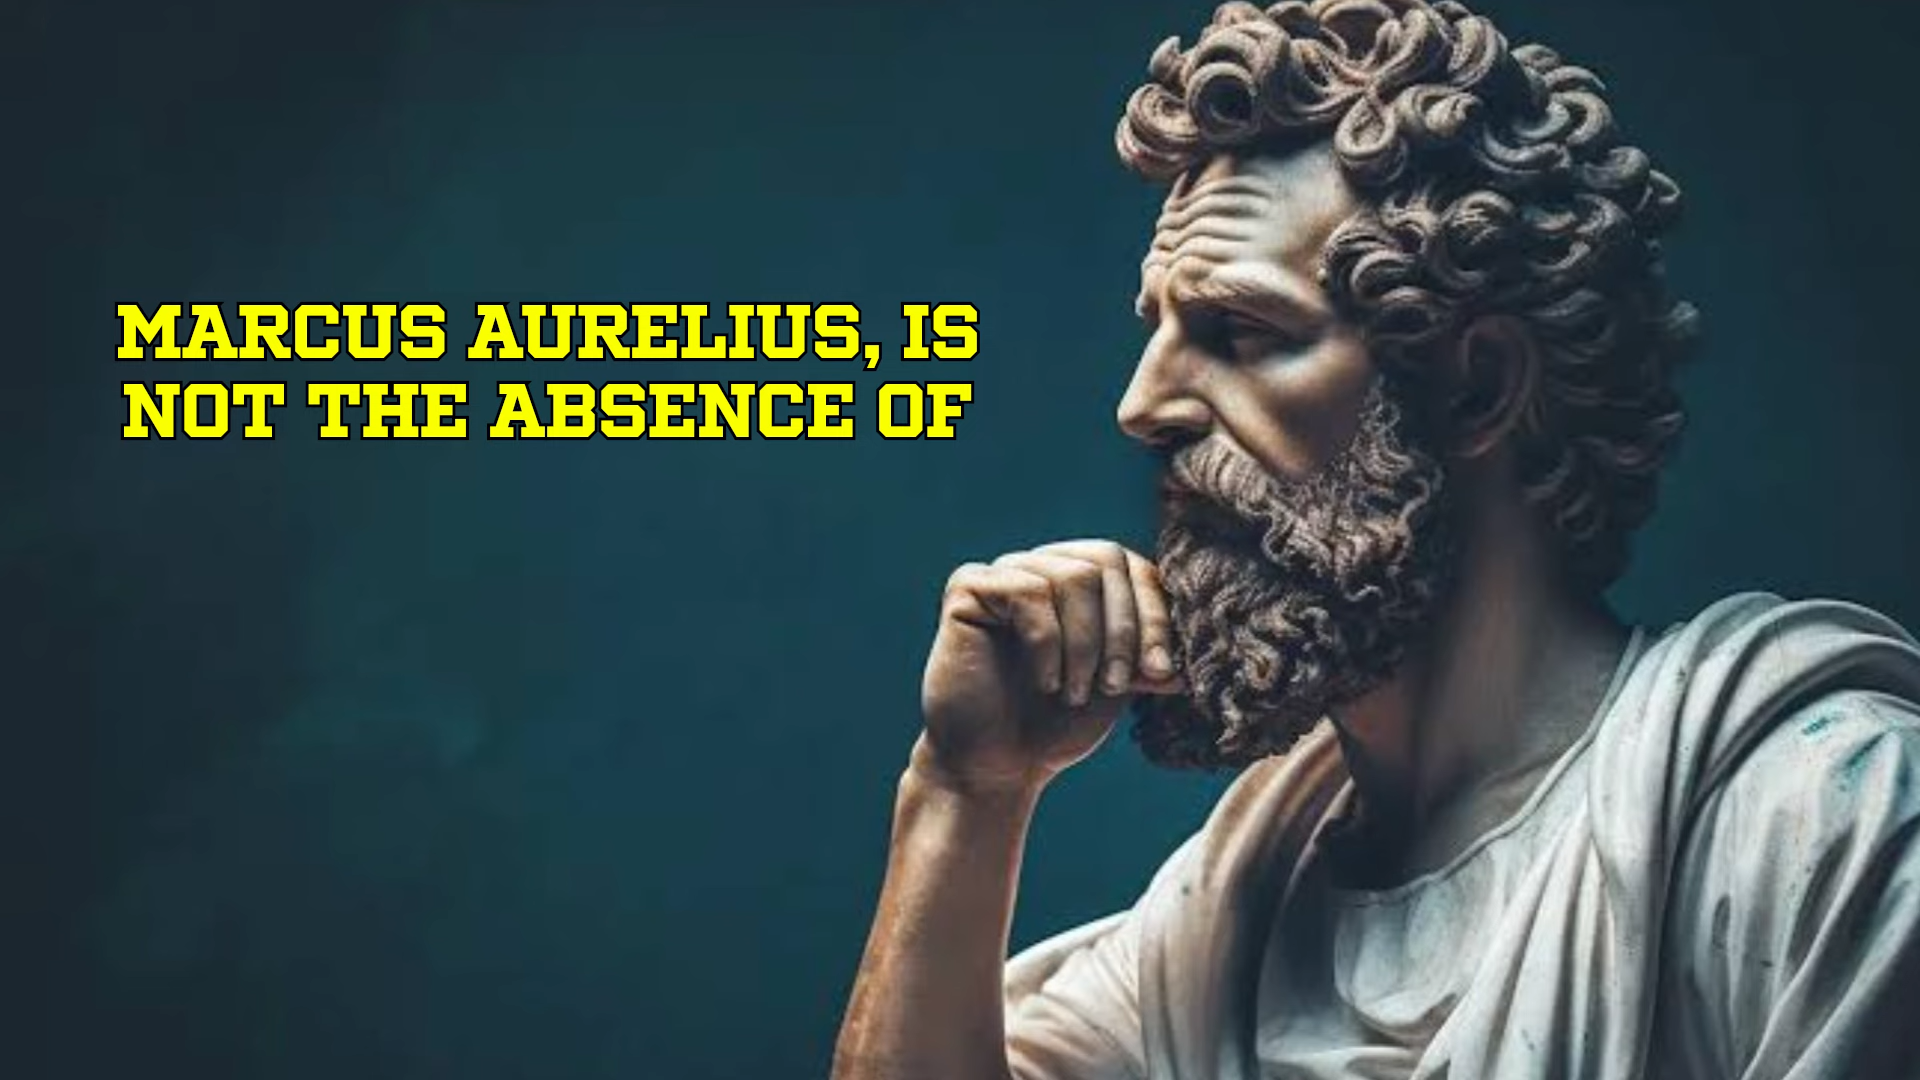 MARCUS AURELIUS, IS
NOT THE ABSENCE OF